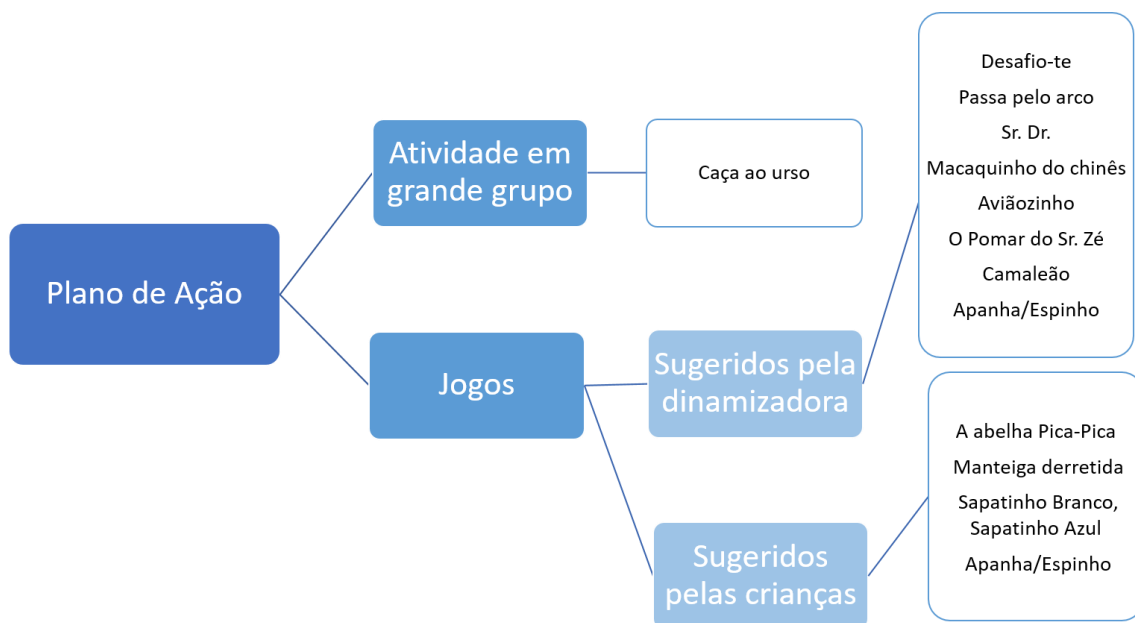 Plano de Ação
Atividade em
grande grupo
Caça ao urso
Jogos
Sugeridos pela
dinamizadora
Desafio-te
Passa pelo arco
Sr. Dr.
Macaquinho do chinês
Aviãozinho
O Pomar do Sr. Zé
Camaleão
Apanha/Espinho
Sugeridos
pelas crianças
A abelha Pica-Pica
Manteiga derretida
Sapatinho Branco,
Sapatinho Azul
Apanha/Espinho